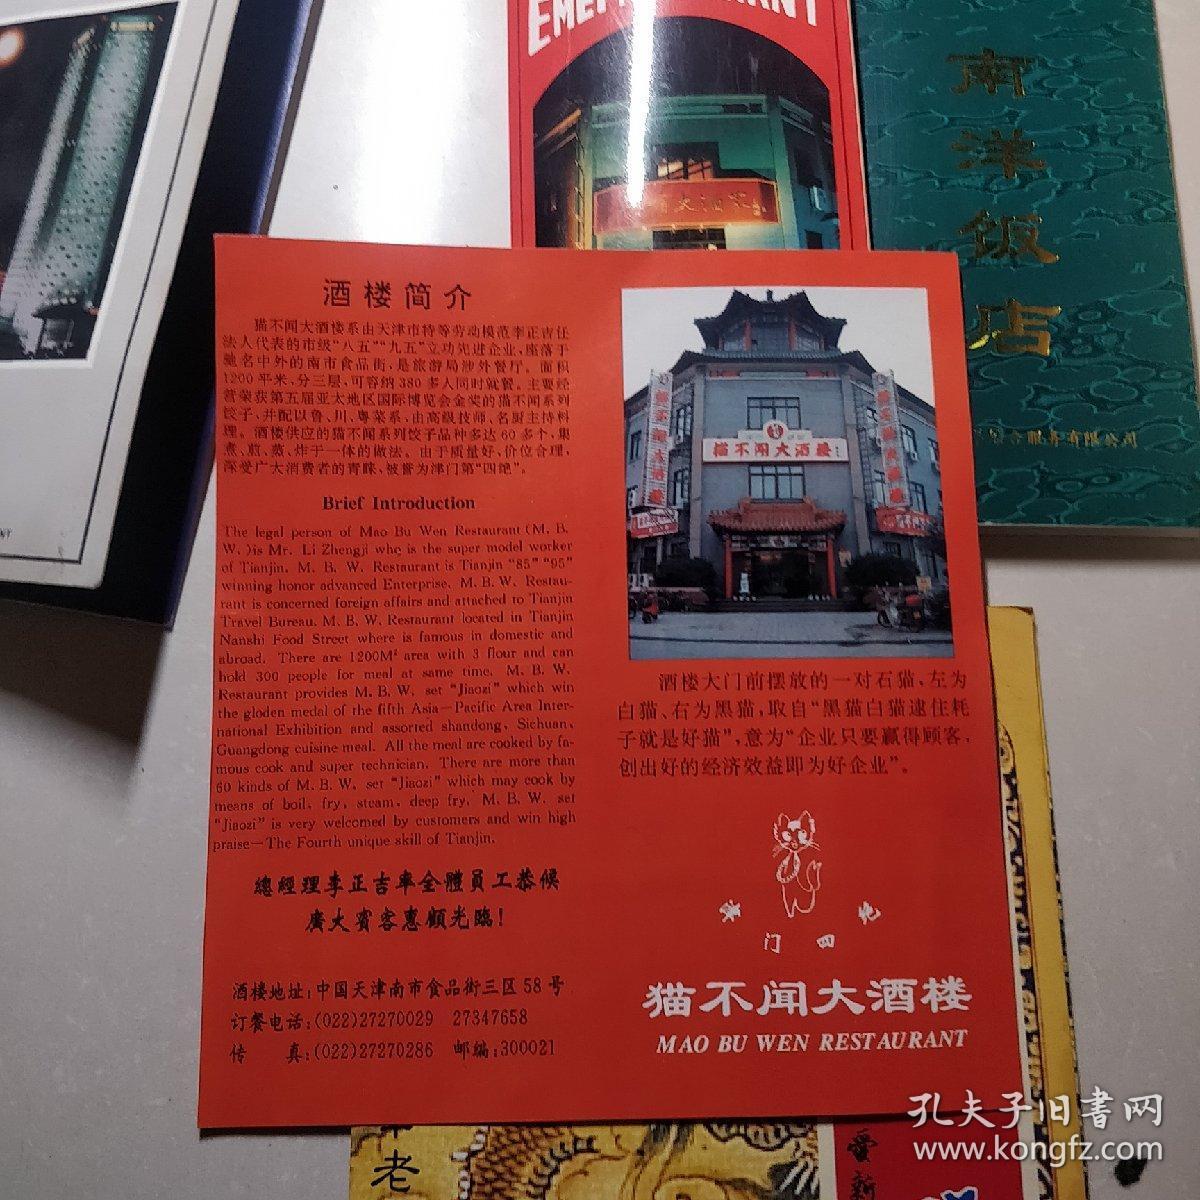 南洋饭店
服务有限公司
酒楼简介
猫不闻大酒楼系由天津市特等劳动模范李正吉任
法人代表的市级“八五”“九五”立功先进企业,座落于
驰名中外的南市食品街,是旅游局涉外餐厅。面积
1200平米,分三层,可容纳380多人同时就餐。主要经
营荣获第五届亚太地区国际博览会金奖的猫不闻系列
饺子,并配以鲁、川、粤菜系,由高级技师、名厨主持料
理。酒楼供应的猫不闻系列饺子品种多达60多个,集
煮、煎、蒸、炸于一体的做法。由于质量好,价位合理,
深受广大消费者的青睐,被誉为津门第“四绝”。
Brief Introduction
The legal person of Mao Bu Wen Restaurant (M. B.
W. )is Mr. Li Zhengji who is the super model worker
of Tianjin. M. B. W. Restaurant is Tianjin “85” “95”
winning honor advanced Enterprise. M. B. W. Restau-
rant is concerned foreign affairs and attached to Tianjin
Travel Bureau. M. B. W. Restaurant located in Tianjin
Nanshi Food Street where is famous in domestic and
abroad. There are 1200M² area with 3 flour and can
hold 300 people for meal at same time. M. B. W.
Restaurant provides M. B. W. set “Jiaozi” which win
the gloden medal of the fifth Asia—Pacific Area Inter-
national Exhibition and assorted shandong, Sichuan,
Guangdong cuisine meal. All the meal are cooked by fa-
mous cook and super technician. There are more than
60 kinds of M. B. W. set “Jiaozi” which may cook by
means of boil, fry, steam, deep fry. M. B. W. set
“Jiaozi” is very welcomed by customers and win high
praise—The Fourth unique skill of Tianjin.
總經理李正吉率全體員工恭候
廣大賓客惠顧光臨!
酒楼地址:中国天津南市食品街三区58号
订餐电话:(022)27270029 27347658
传 真:(022)27270286 邮编:300021
猫不闻大酒楼
酒楼大门前摆放的一对石猫,左为
白猫、右为黑猫,取自“黑猫白猫逮住耗
子就是好猫”,意为“企业只要赢得顾客,
创出好的经济效益即为好企业”。
津门四绝
猫不闻大酒楼
MAO BU WEN RESTAURANT
老
爱新
孔夫子旧书网
www.kongfz.com